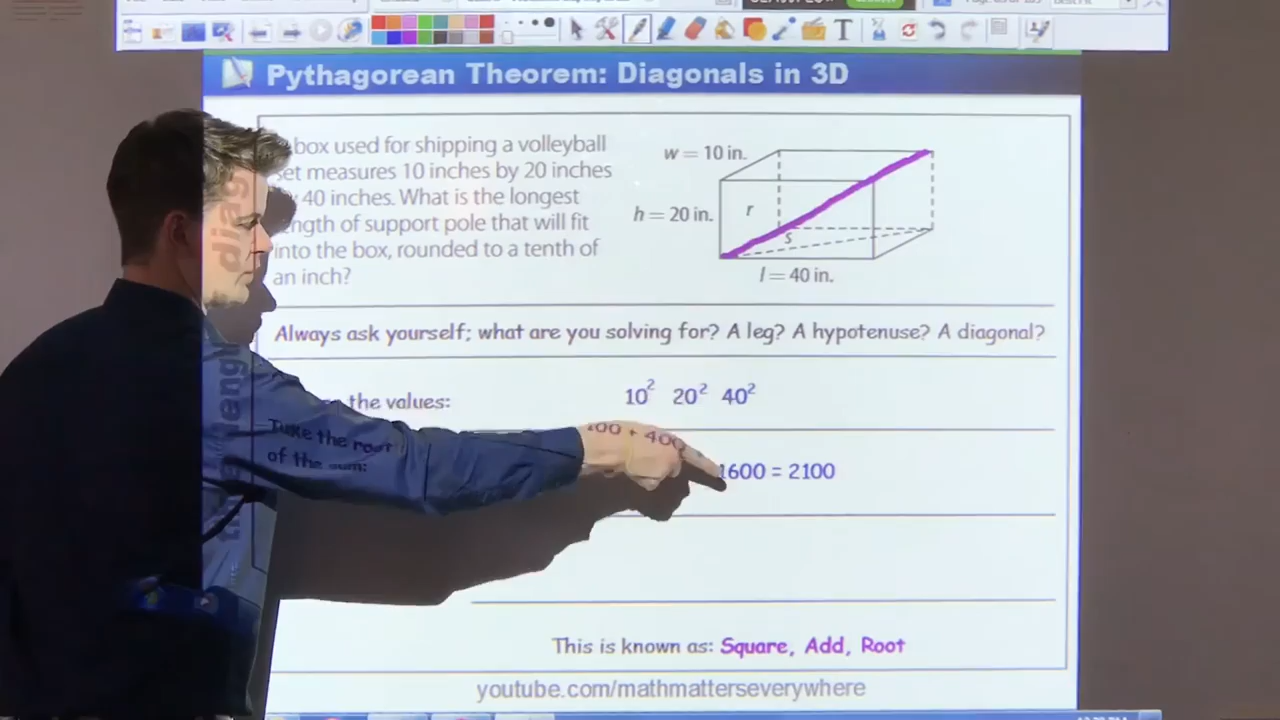 Pythagorean Theorem: Diagonals in 3D
box used for shipping a volleyball
set measures 10 inches by 20 inches
40 inches. What is the longest
length of support pole that will fit
into the box, rounded to a tenth of
an inch?
w = 10 in.
h = 20 in.
r
s
l = 40 in.
Always ask yourself; what are you solving for? A leg? A hypotenuse? A diagonal?
the values:
10² 20² 40²
Take the root
of the sum:
100 + 400
1600 = 2100
This is known as: Square, Add, Root
youtube.com/mathmatterseverywhere